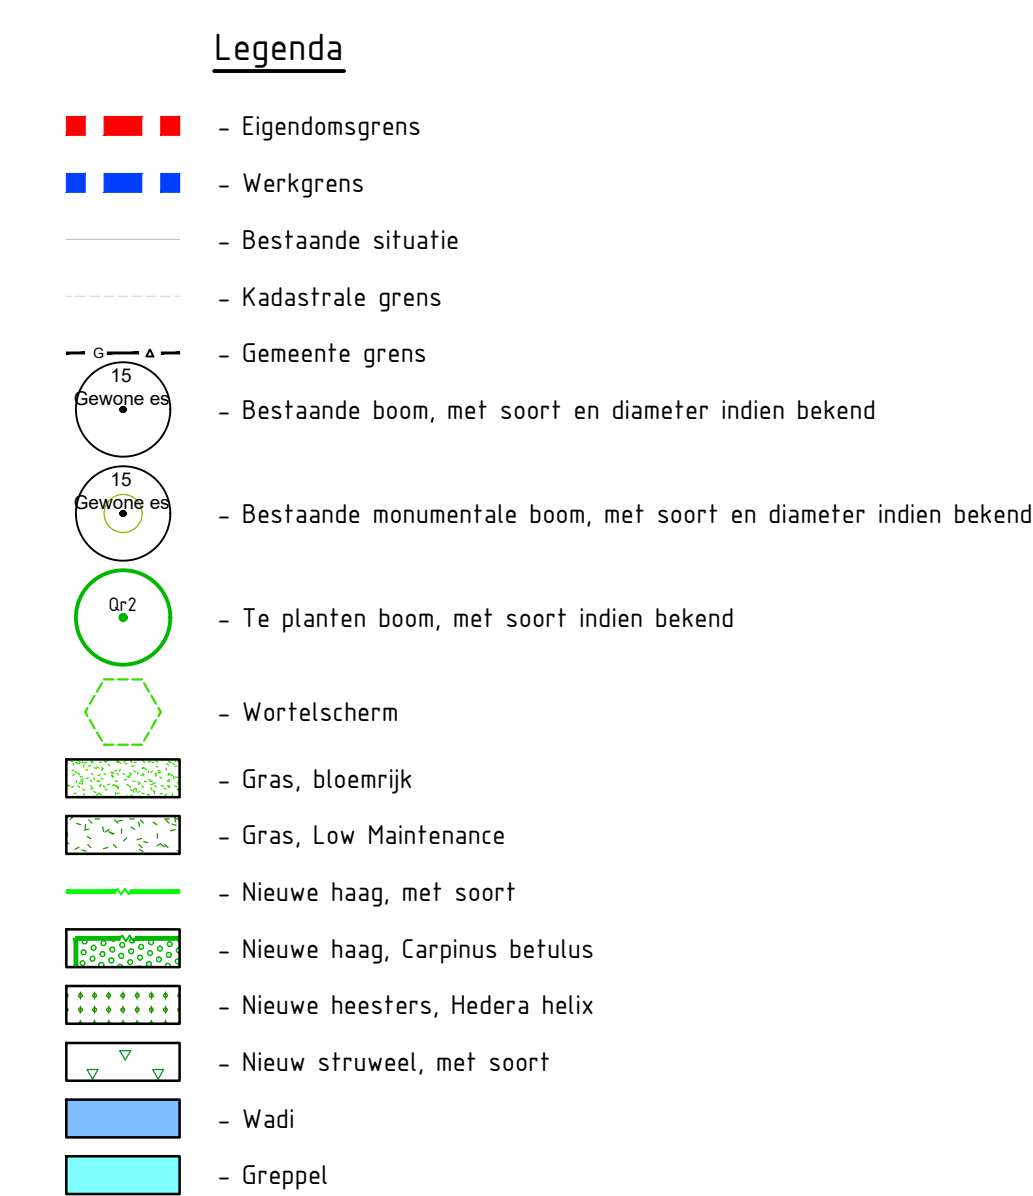 Legenda
- Eigendomsgrens
- Werkgrens
- Bestaande situatie
- Kadastrale grens
G - Gemeente grens
15
Gewone es
- Bestaande boom, met soort en diameter indien bekend
15
Gewone es
- Bestaande monumentale boom, met soort en diameter indien bekend
Qr2
- Te planten boom, met soort indien bekend
- Wortelscherm
- Gras, bloemrijk
- Gras, Low Maintenance
- Nieuwe haag, met soort
- Nieuwe haag, Carpinus betulus
- Nieuwe heesters, Hedera helix
- Nieuw struweel, met soort
- Wadi
- Greppel